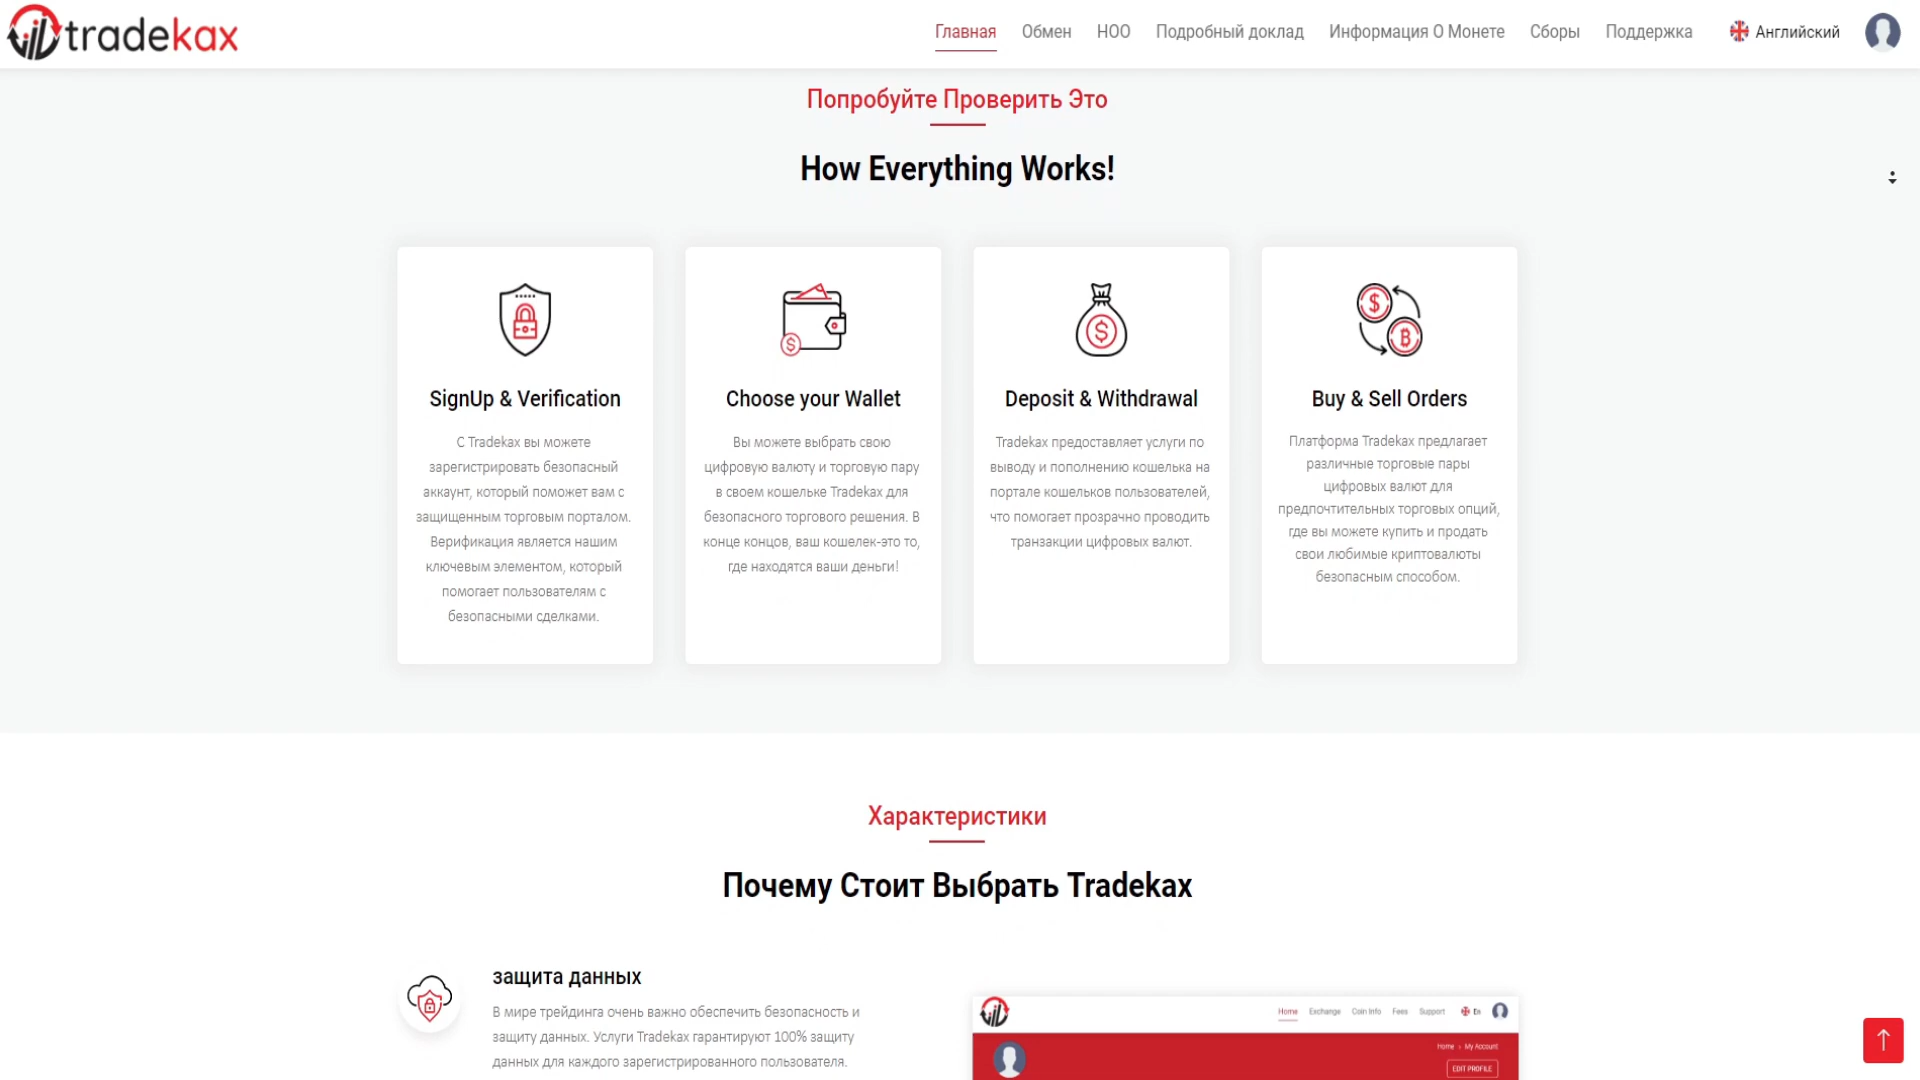 tradekax
Главная Обмен НОО Подробный доклад Информация О Монете Сборы Поддержка Английский
Попробуйте Проверить Это
How Everything Works!
SignUp & Verification
С Tradekax вы можете
зарегистрировать безопасный
аккаунт, который поможет вам с
защищенным торговым порталом.
Верификация является нашим
ключевым элементом, который
помогает пользователям с
безопасными сделками.
Choose your Wallet
Вы можете выбрать свою
цифровую валюту и торговую пару
в своем кошельке Tradekax для
безопасного торгового решения. В
конце концов, ваш кошелек-это то,
где находятся ваши деньги!
Deposit & Withdrawal
Tradekax предоставляет услуги по
выводу и пополнению кошелька на
портале кошельков пользователей,
что помогает прозрачно проводить
транзакции цифровых валют.
Buy & Sell Orders
Платформа Tradekax предлагает
различные торговые пары
цифровых валют для
предпочтительных торговых опций,
где вы можете купить и продать
свои любимые криптовалюты
безопасным способом.
Характеристики
Почему Стоит Выбрать Tradekax
защита данных
В мире трейдинга очень важно обеспечить безопасность и
защиту данных. Услуги Tradekax гарантируют 100% защиту
данных для каждого зарегистрированного пользователя.
Home Exchange Coin Info Fees Support En
Home › My Account
EDIT PROFILE